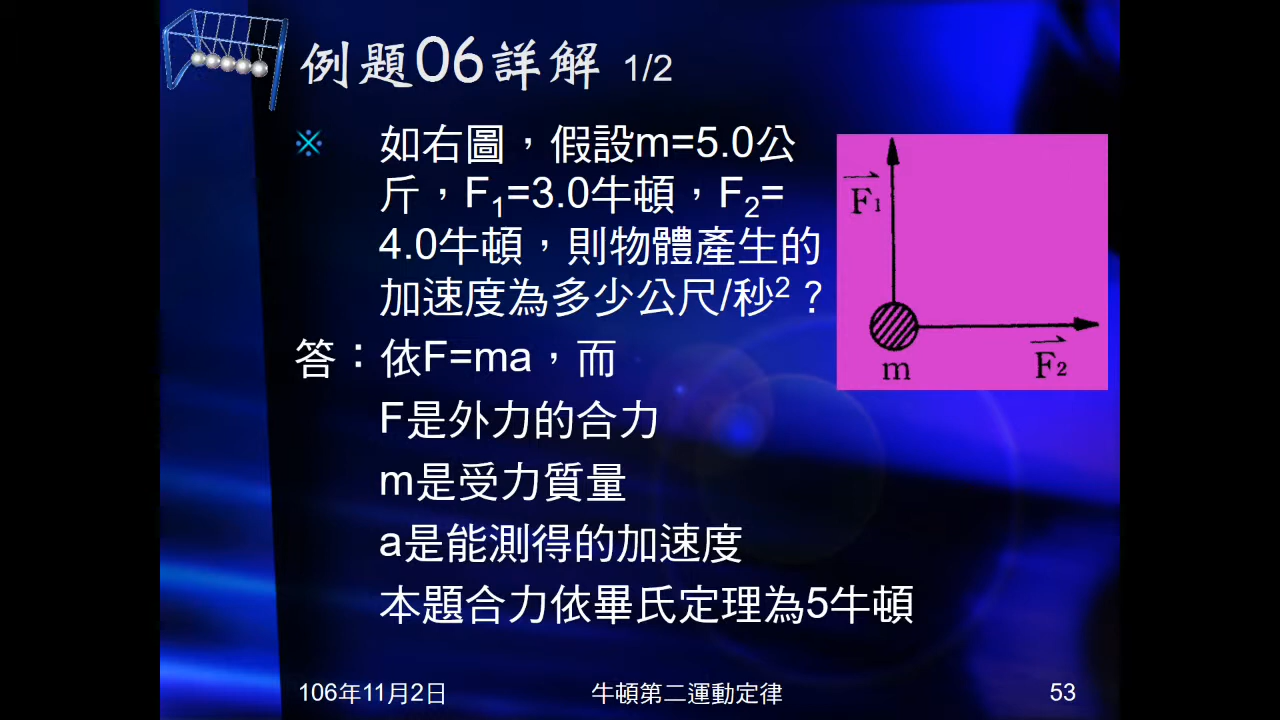 例題06詳解 1/2
※ 如右圖，假設m=5.0公
斤，F₁=3.0牛頓，F₂=
4.0牛頓，則物體產生的
加速度為多少公尺/秒²？
F₁
F₂
m
答：依F=ma，而
F是外力的合力
m是受力質量
a是能測得的加速度
本題合力依畢氏定理為5牛頓
106年11月2日
牛頓第二運動定律
53